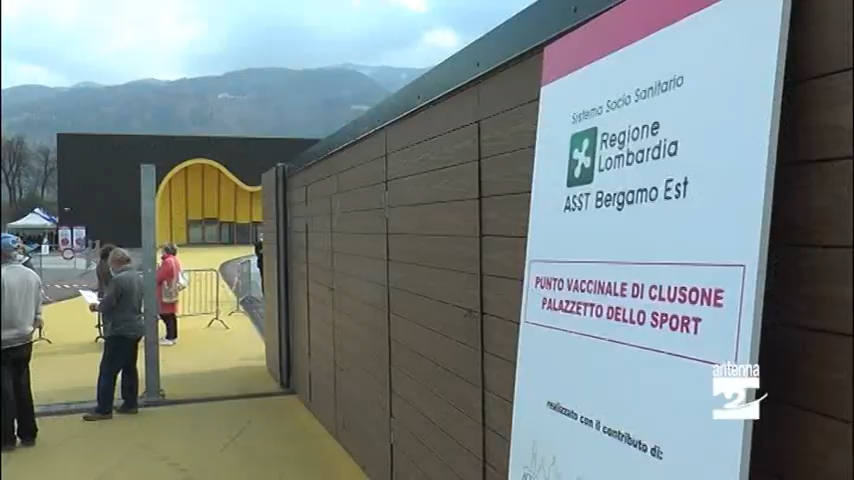 Sistema Socio Sanitario
Regione
Lombardia
ASST Bergamo Est
PUNTO VACCINALE DI CLUSONE
PALAZZETTO DELLO SPORT
realizzato con il contributo di:
antenna
2